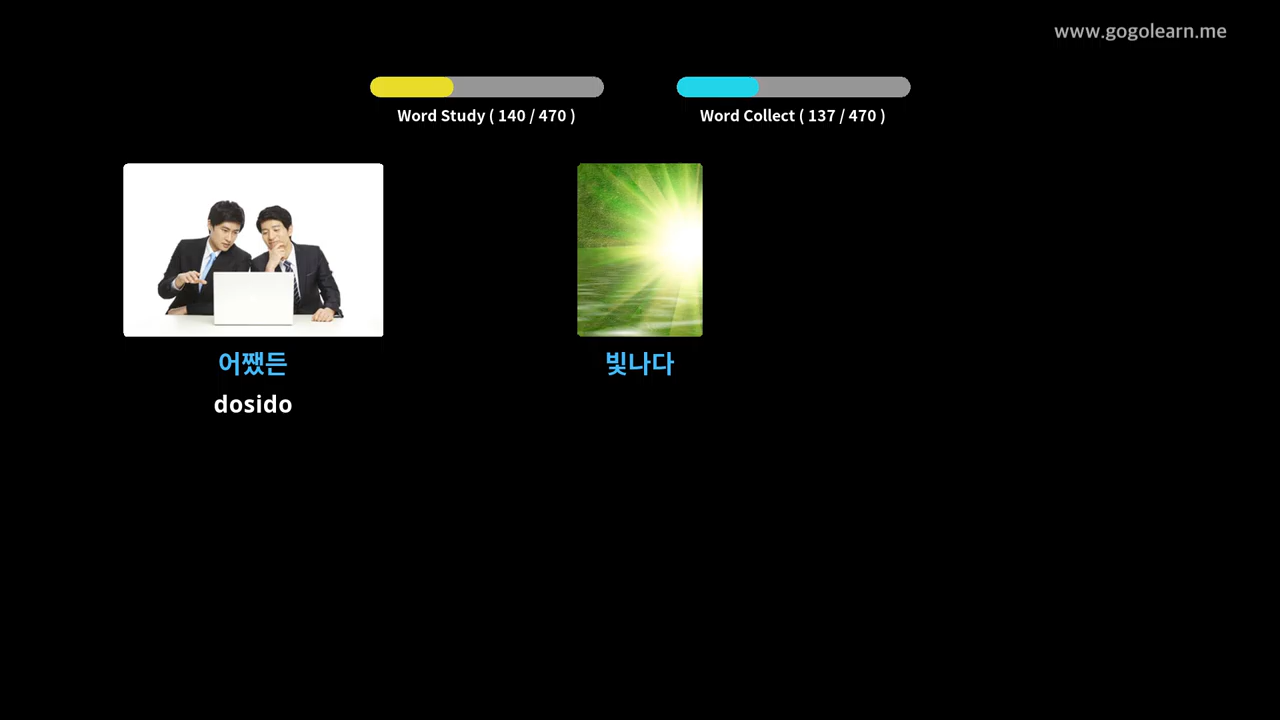 www.gogolearn.me
Word Study ( 140 / 470 )
Word Collect ( 137 / 470 )
어쨌든
빛나다
dosido